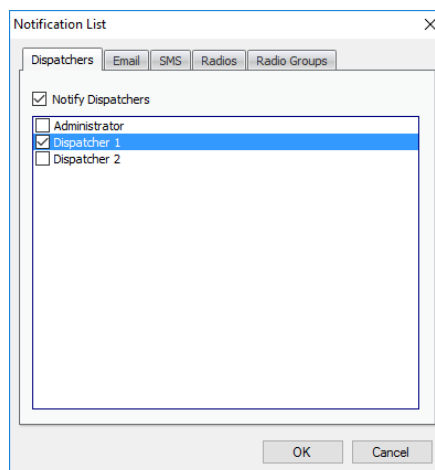 Notification List
Dispatchers Email SMS Radios Radio Groups
Notify Dispatchers
Administrator
Dispatcher 1
Dispatcher 2
OK Cancel